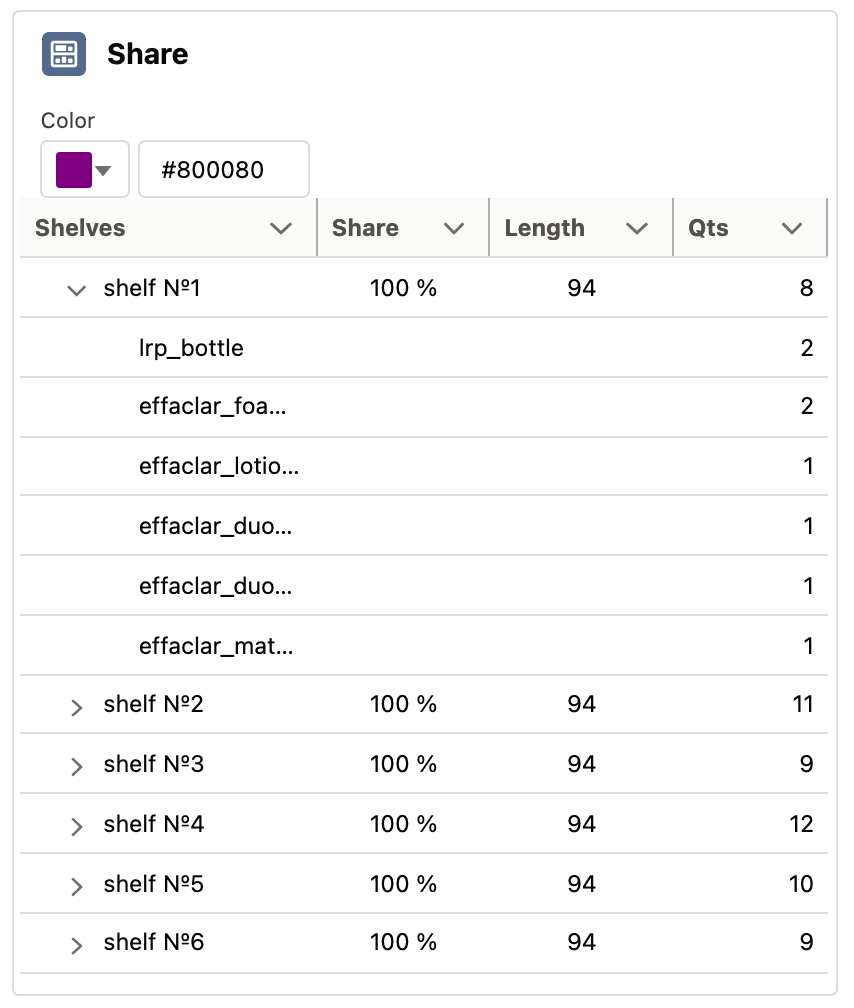 Share
Color
#800080
Shelves Share Length Qts
shelf Nº1 100 % 94 8
lrp_bottle 2
effaclar_foa... 2
effaclar_lotio... 1
effaclar_duo... 1
effaclar_duo... 1
effaclar_mat... 1
shelf Nº2 100 % 94 11
shelf Nº3 100 % 94 9
shelf Nº4 100 % 94 12
shelf Nº5 100 % 94 10
shelf Nº6 100 % 94 9